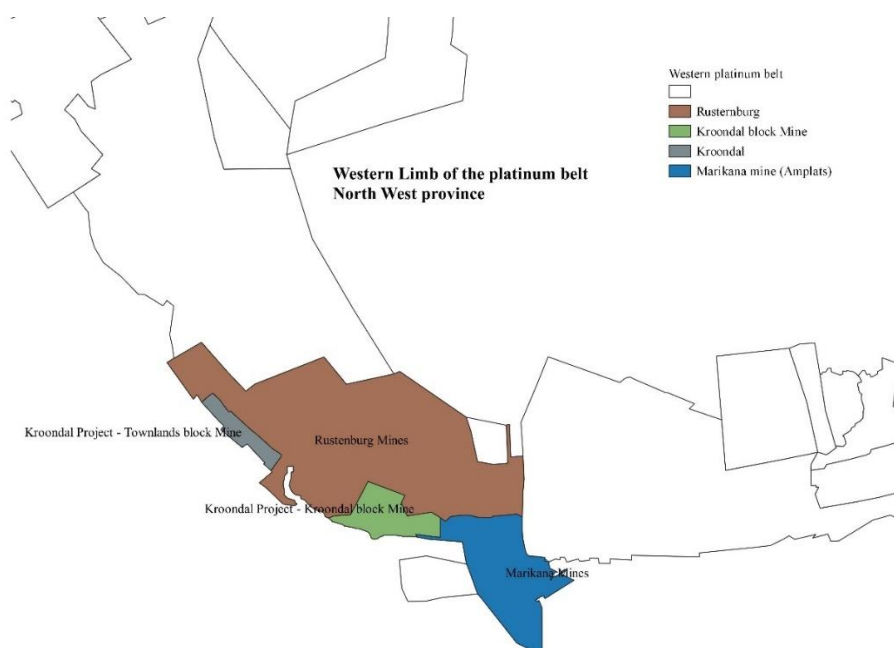 Western platinum belt
Rusternburg
Kroondal block Mine
Kroondal
Marikana mine (Amplats)
Western Limb of the platinum belt
North West province
Kroondal Project - Townlands block Mine
Rustenburg Mines
Kroondal Project - Kroondal block Mine
Marikana Mines